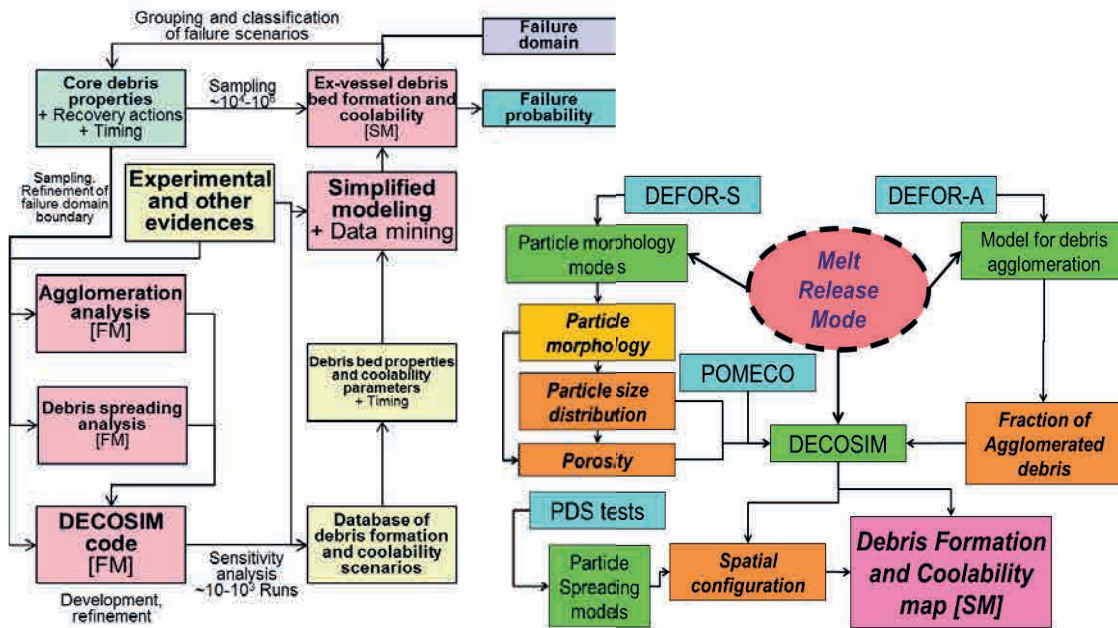 Grouping and classification
of failure scenarios
Failure
domain
Core debris
properties
+ Recovery actions
+ Timing
Sampling
~10⁴-10⁶
Ex-vessel debris
bed formation and
coolability
[SM]
Failure
probability
Sampling.
Refinement of
failure domain
boundary
Experimental
and other
evidences
Simplified
modeling
+ Data mining
Agglomeration
analysis
[FM]
Debris bed properties
and coolability
parameters
+ Timing
Debris spreading
analysis
[FM]
DECOSIM
code
[FM]
Sensitivity
analysis
~10-10³ Runs
Database of
debris formation
and coolability
scenarios
Development,
refinement
DEFOR-S
DEFOR-A
Particle morphology
models
Melt
Release
Mode
Model for debris
agglomeration
Particle
morphology
POMECO
Particle size
distribution
Porosity
DECOSIM
Fraction of
Agglomerated
debris
PDS tests
Particle
Spreading
models
Spatial
configuration
Debris Formation
and Coolability
map [SM]